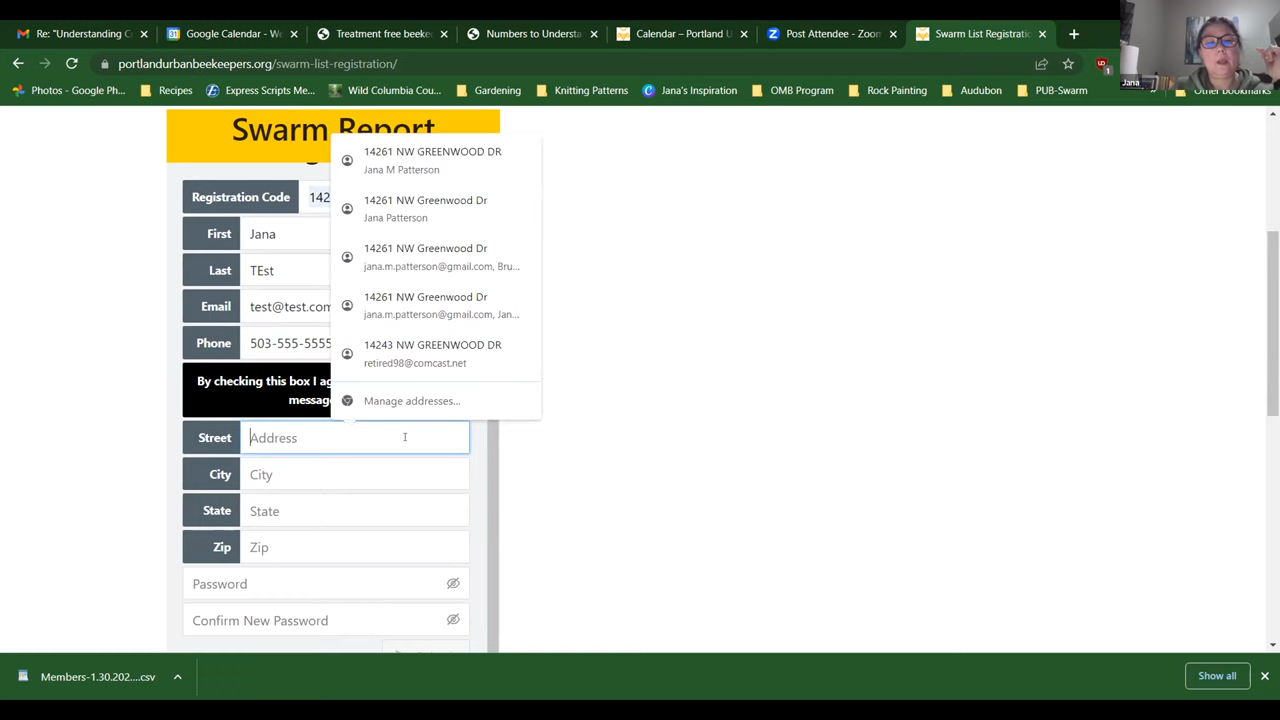 Re: "Understanding C
Google Calendar - We
Treatment free beeke
Numbers to Understa
Calendar – Portland U
Post Attendee - Zoom
Swarm List Registratio
portlandurbanbeekeepers.org/swarm-list-registration/
Photos - Google Ph...
Recipes
Express Scripts Me...
Wild Columbia Cou...
Gardening
Knitting Patterns
Jana's Inspiration
OMB Program
Rock Painting
Audubon
PUB-Swarm
Other bookmarks
1
Jana
Swarm Report
Registration Code 142
First Jana
Last TEst
Email test@test.com
Phone 503-555-5555
By checking this box I ag
message
Street Address
City City
State State
Zip Zip
Password
Confirm New Password
14261 NW GREENWOOD DR
Jana M Patterson
14261 NW Greenwood Dr
Jana Patterson
14261 NW Greenwood Dr
jana.m.patterson@gmail.com, Bru...
14261 NW Greenwood Dr
jana.m.patterson@gmail.com, Jan...
14243 NW GREENWOOD DR
retired98@comcast.net
Manage addresses...
Members-1.30.202....csv
Show all